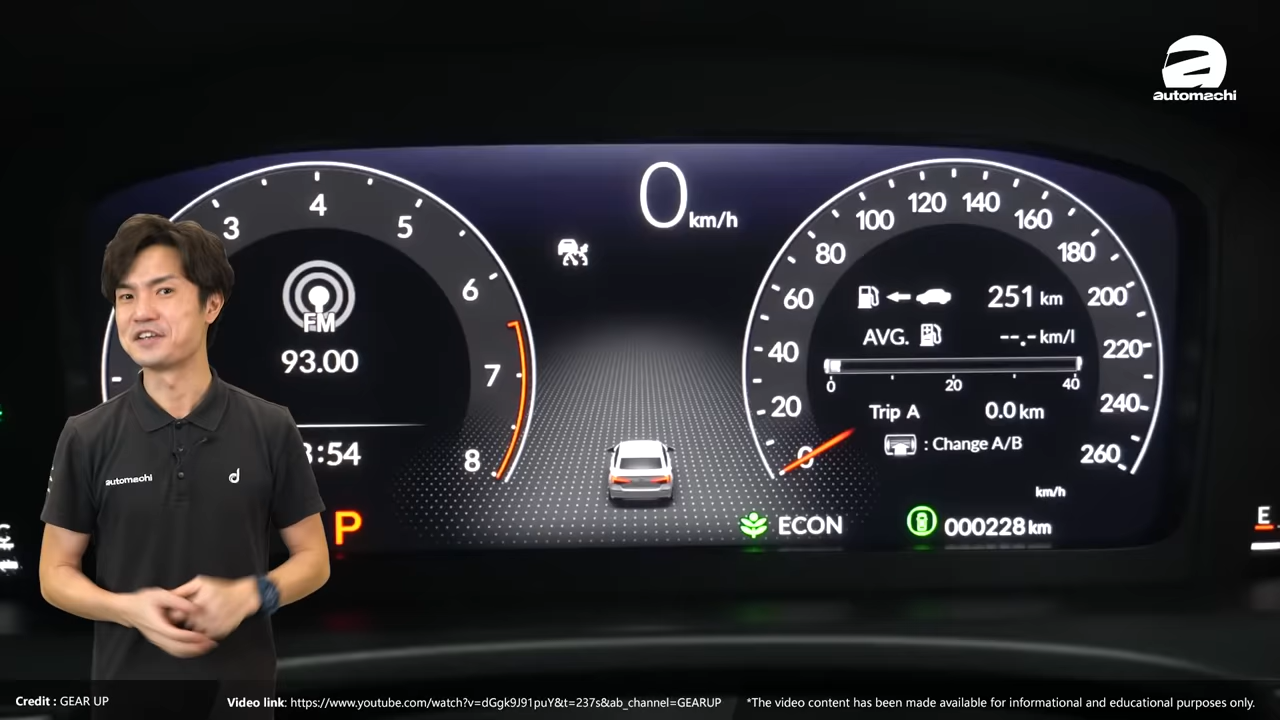 automachi
0 km/h
3 4 5 6 7 8
FM
93.00
:54
P
0 20 40 60 80 100 120 140 160 180 200 220 240 260
251 km
AVG. --.- km/l
0 20 40
Trip A 0.0 km
: Change A/B
km/h
ECON
000228 km
C
E
automachi d
Credit : GEAR UP
Video link: https://www.youtube.com/watch?v=dGgk9J91puY&t=237s&ab_channel=GEARUP
*The video content has been made available for informational and educational purposes only.